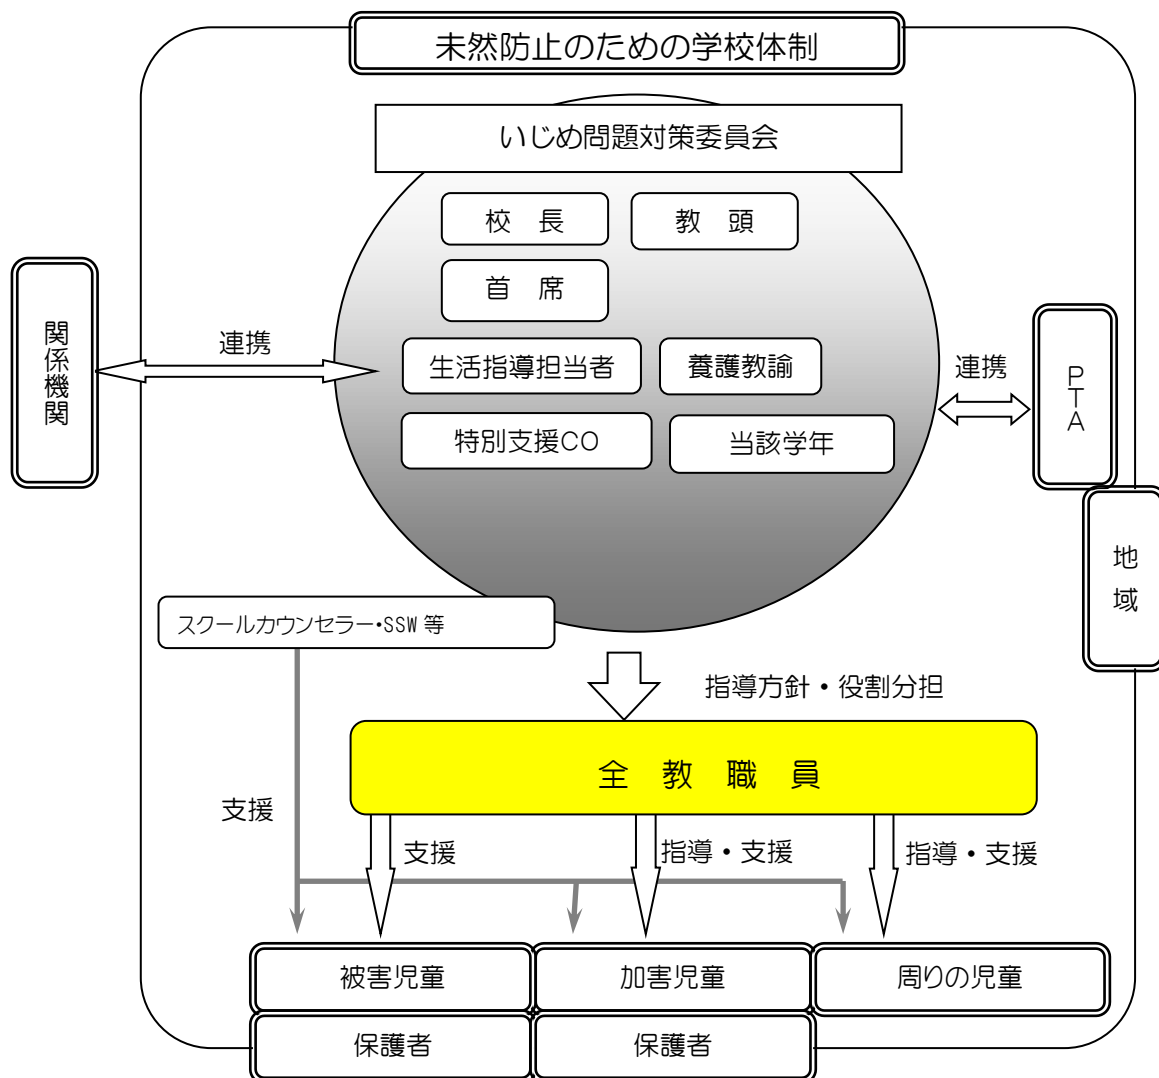 未然防止のための学校体制
いじめ問題対策委員会
校　長
教　頭
首　席
関係機関
連携
生活指導担当者
養護教諭
連携
PTA
特別支援CO
当該学年
地域
スクールカウンセラー・SSW 等
指導方針・役割分担
全　教　職　員
支援
支援
指導・支援
指導・支援
被害児童
加害児童
周りの児童
保護者
保護者